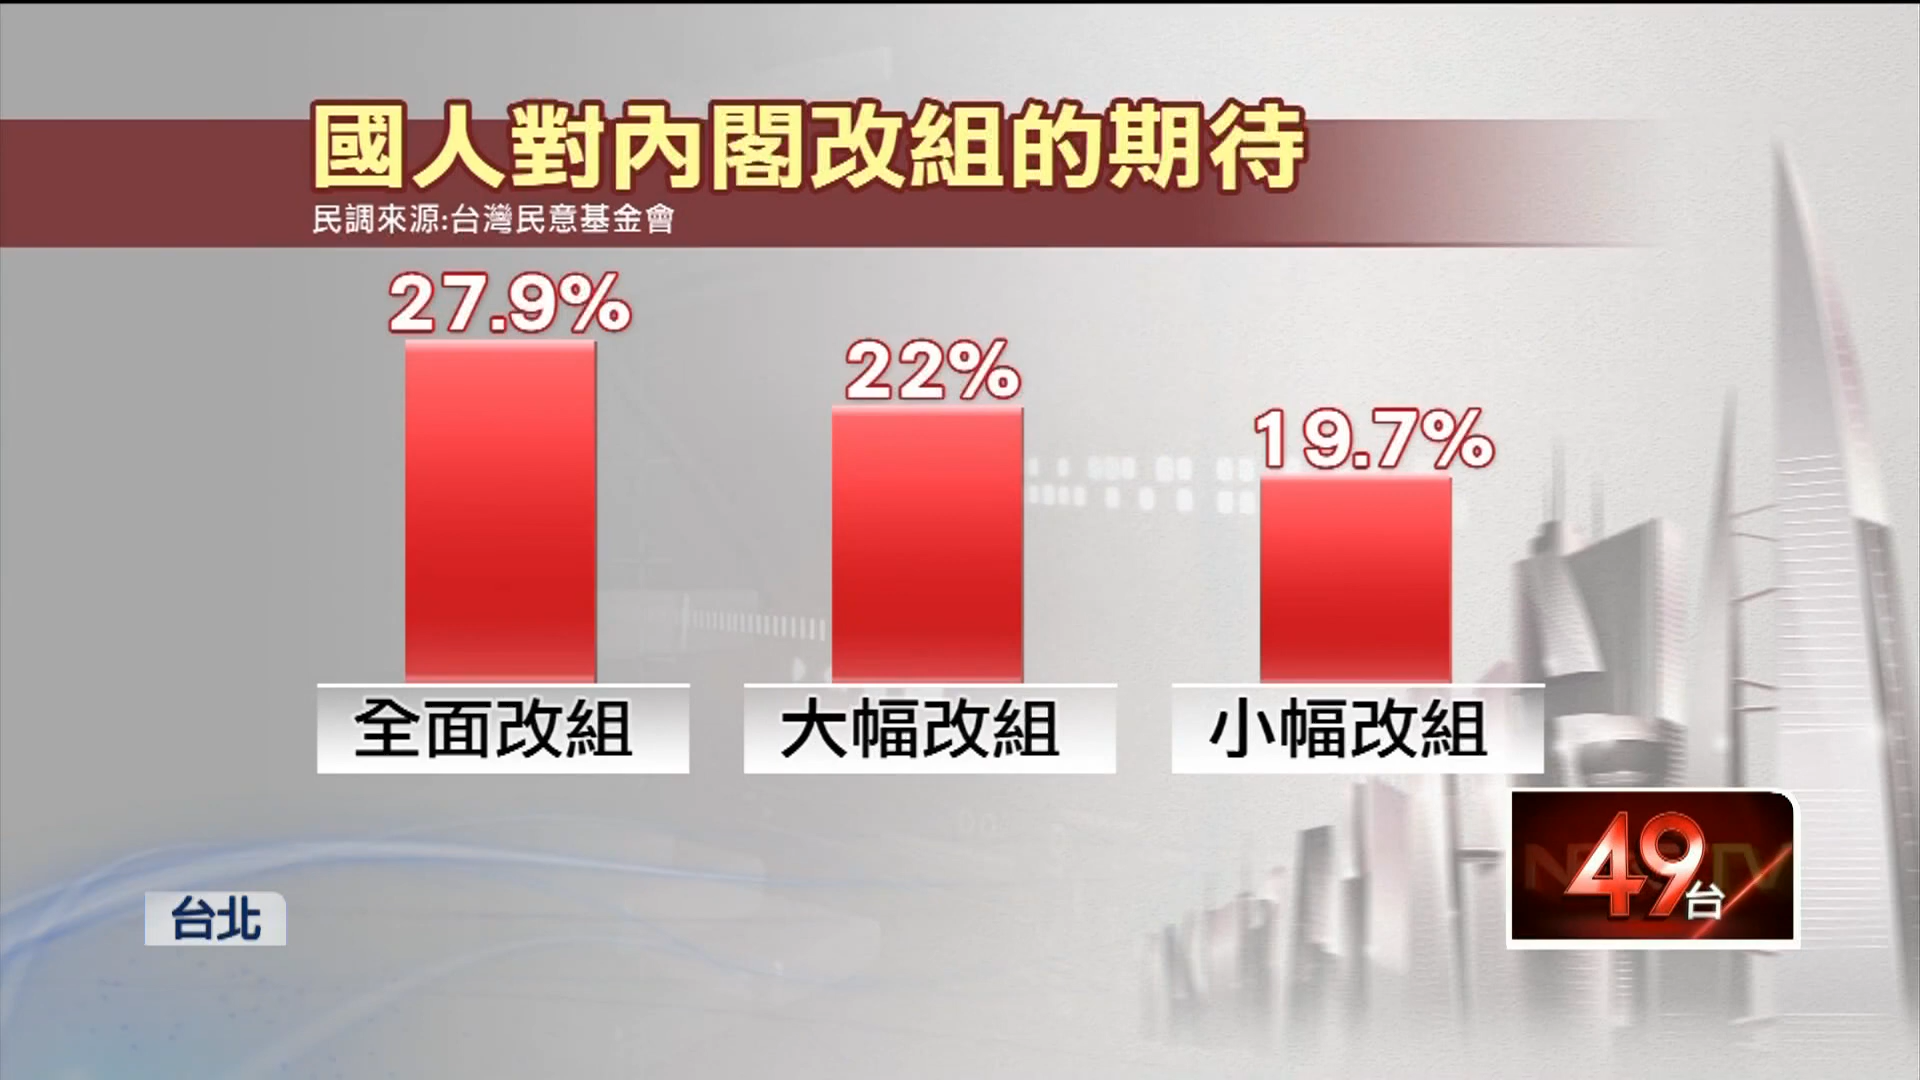 國人對內閣改組的期待
民調來源:台灣民意基金會
27.9%
22%
19.7%
全面改組
大幅改組
小幅改組
台北
49台